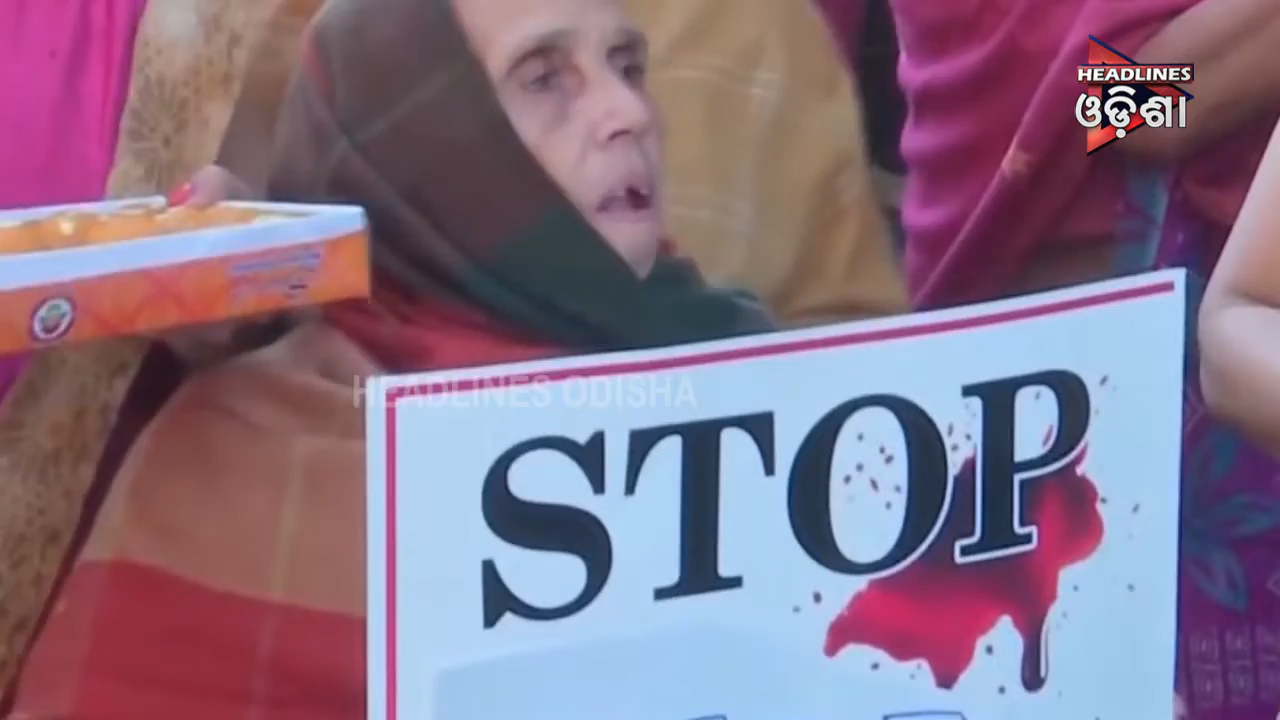 HEADLINES
ଓଡ଼ିଶା
HEADLINES ODISHA
STOP